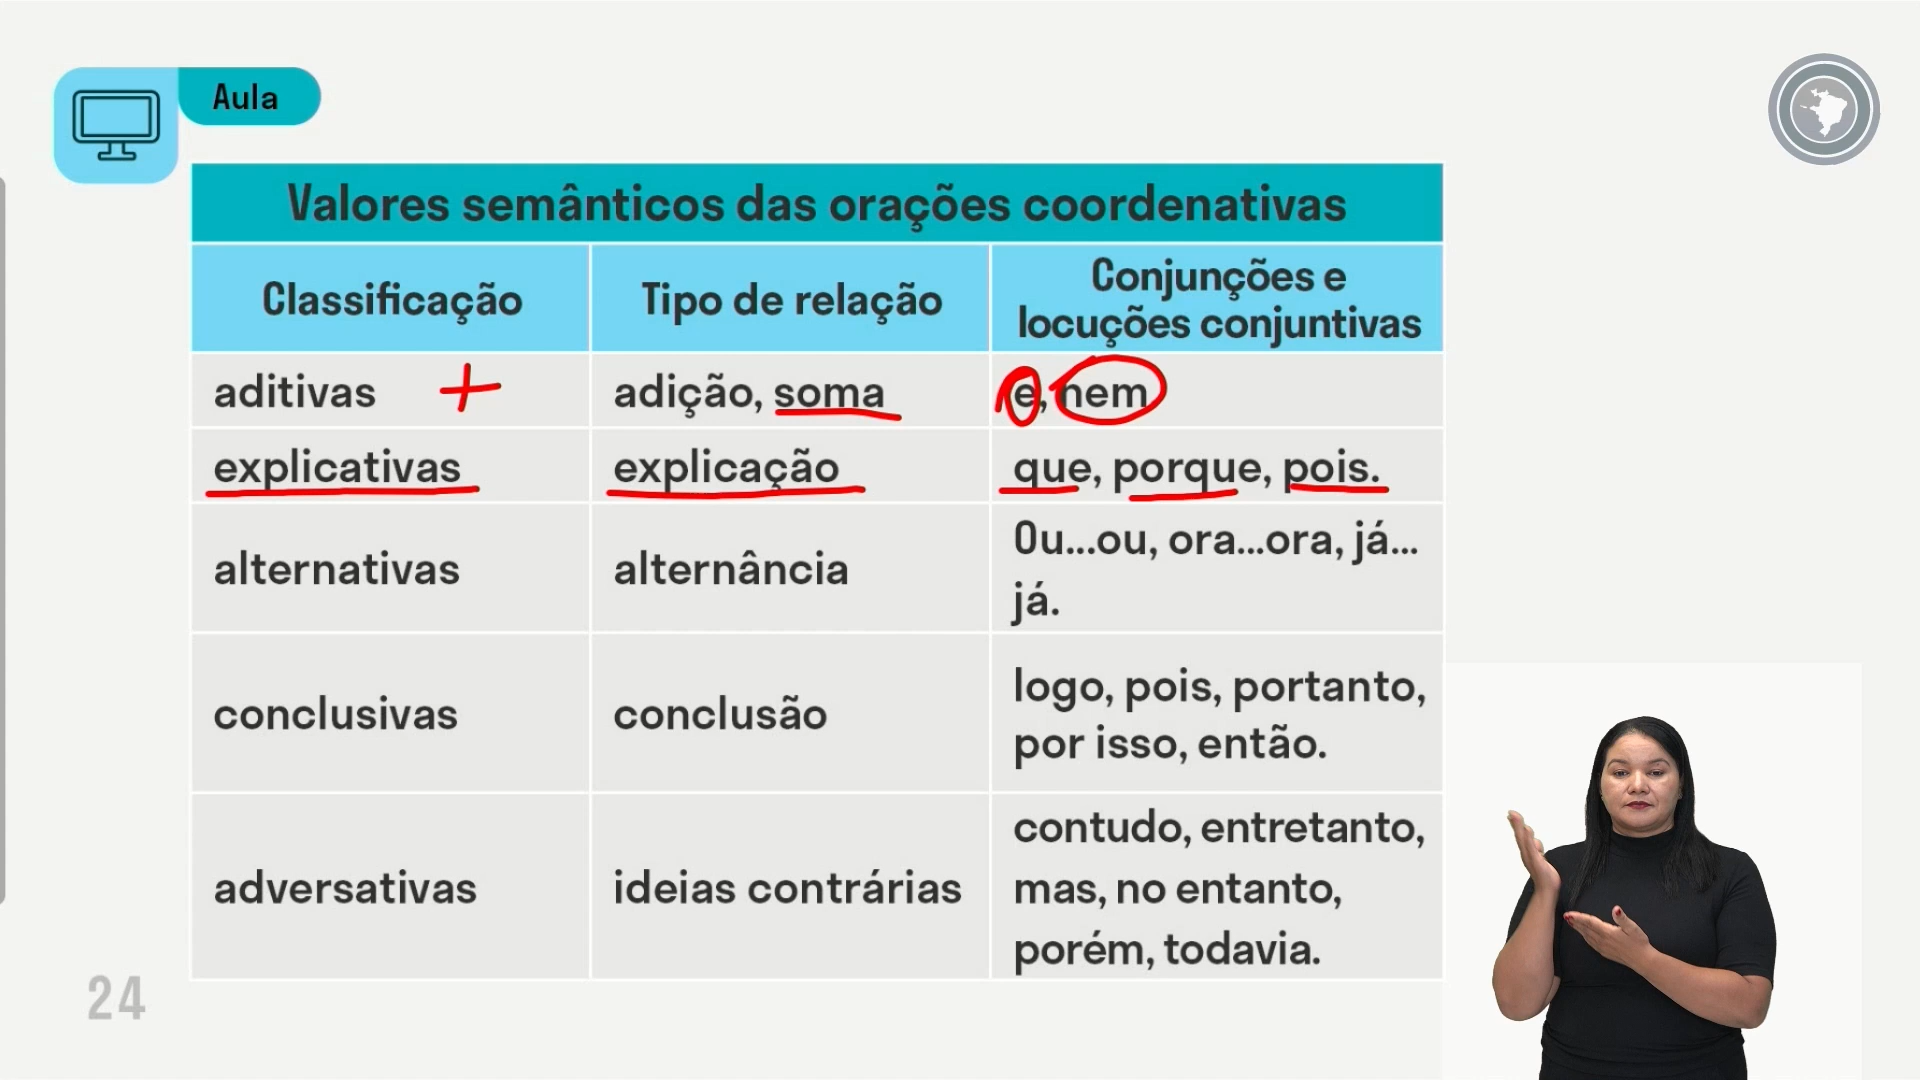 Aula
Valores semânticos das orações coordenativas
Classificação
Tipo de relação
Conjunções e
locuções conjuntivas
aditivas +
adição, soma
e, nem
explicativas
explicação
que, porque, pois.
alternativas
alternância
Ou...ou, ora...ora, já...
já.
conclusivas
conclusão
logo, pois, portanto,
por isso, então.
adversativas
ideias contrárias
contudo, entretanto,
mas, no entanto,
porém, todavia.
24